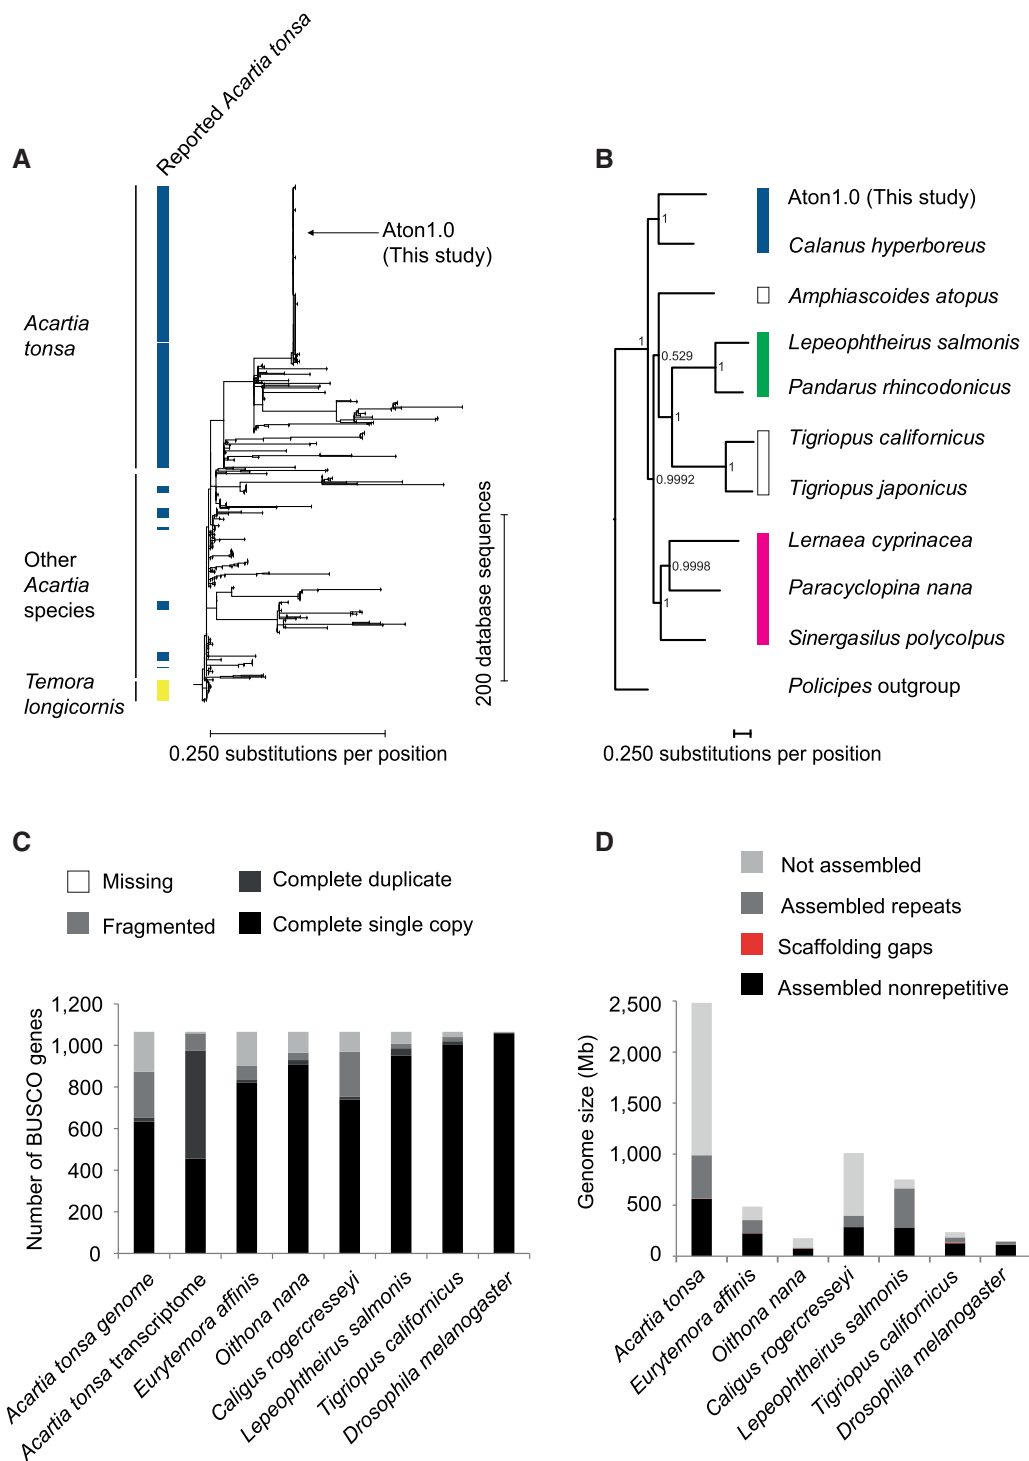 A
Reported Acartia tonsa
Acartia
tonsa
Aton1.0
(This study)
Other
Acartia
species
Temora
longicornis
200 database sequences
0.250 substitutions per position
B
Aton1.0 (This study)
Calanus hyperboreus
Amphiascoides atopus
Lepeophtheirus salmonis
Pandarus rhincodonicus
Tigriopus californicus
Tigriopus japonicus
Lernaea cyprinacea
Paracyclopina nana
Sinergasilus polycolpus
Policipes outgroup
1
1
0.529
1
1
1
0.9992
0.9998
1
0.250 substitutions per position
C
Missing
Complete duplicate
Fragmented
Complete single copy
Number of BUSCO genes
1,200
1,000
800
600
400
200
0
Acartia tonsa genome
Acartia tonsa transcriptome
Eurytemora affinis
Oithona nana
Caligus rogercresseyi
Lepeophtheirus salmonis
Tigriopus californicus
Drosophila melanogaster
D
Not assembled
Assembled repeats
Scaffolding gaps
Assembled nonrepetitive
Genome size (Mb)
2,500
2,000
1,500
1,000
500
0
Acartia tonsa
Eurytemora affinis
Oithona nana
Caligus rogercresseyi
Lepeophtheirus salmonis
Tigriopus californicus
Drosophila melanogaster